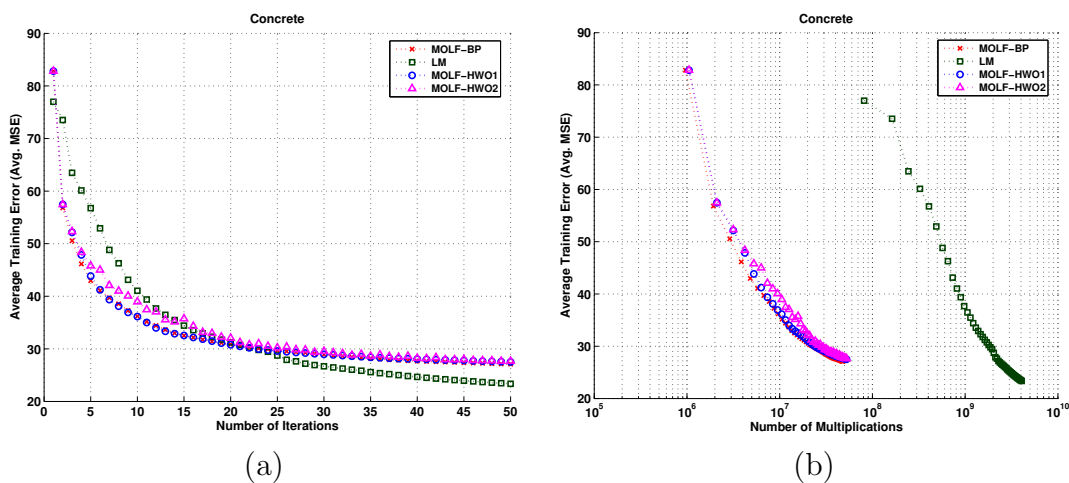 Concrete
90
80
70
60
50
40
30
20
0 5 10 15 20 25 30 35 40 45 50
Average Training Error (Avg. MSE)
Number of Iterations
MOLF−BP
LM
MOLF−HWO1
MOLF−HWO2
(a)
Concrete
90
80
70
60
50
40
30
20
10^5 10^6 10^7 10^8 10^9 10^10
Average Training Error (Avg. MSE)
Number of Multiplications
MOLF−BP
LM
MOLF−HWO1
MOLF−HWO2
(b)